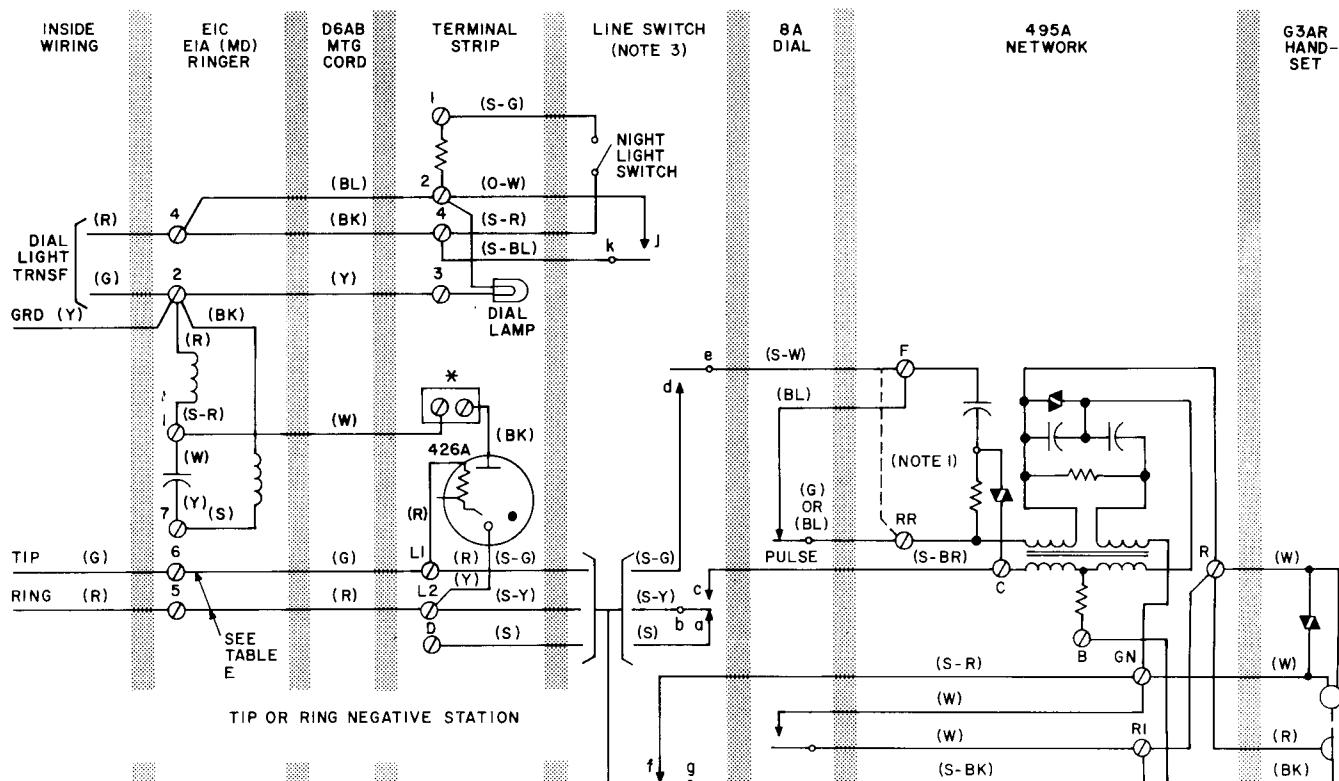 INSIDE
WIRING
EIC
EIA (MD)
RINGER
D6AB
MTG
CORD
TERMINAL
STRIP
LINE SWITCH
(NOTE 3)
8A
DIAL
495A
NETWORK
G3AR
HAND-
SET
1
(S-G)
NIGHT
LIGHT
SWITCH
(BL)
2
(O-W)
(R)
4
(BK)
4
(S-R)
J
DIAL
LIGHT
TRNSF
(S-BL)
k
(G)
2
(Y)
3
DIAL
LAMP
GRD (Y)
(BK)
(R)
e
(S-W)
F
d
*
(BL)
1
(S-R)
(W)
(BK)
426A
(W)
(NOTE 1)
(Y)
(G)
OR
(BL)
7
(S)
(R)
RR
PULSE
(S-BR)
TIP
(G)
6
(G)
L1
(R)
(S-G)
(S-G)
R
(W)
(Y)
c
C
RING
(R)
5
(R)
L2
(S-Y)
(S-Y)
b
a
D
(S)
(S)
B
SEE
TABLE
E
GN
(S-R)
(W)
TIP OR RING NEGATIVE STATION
(W)
(W)
R1
(R)
f
g
(S-BK)
(BK)